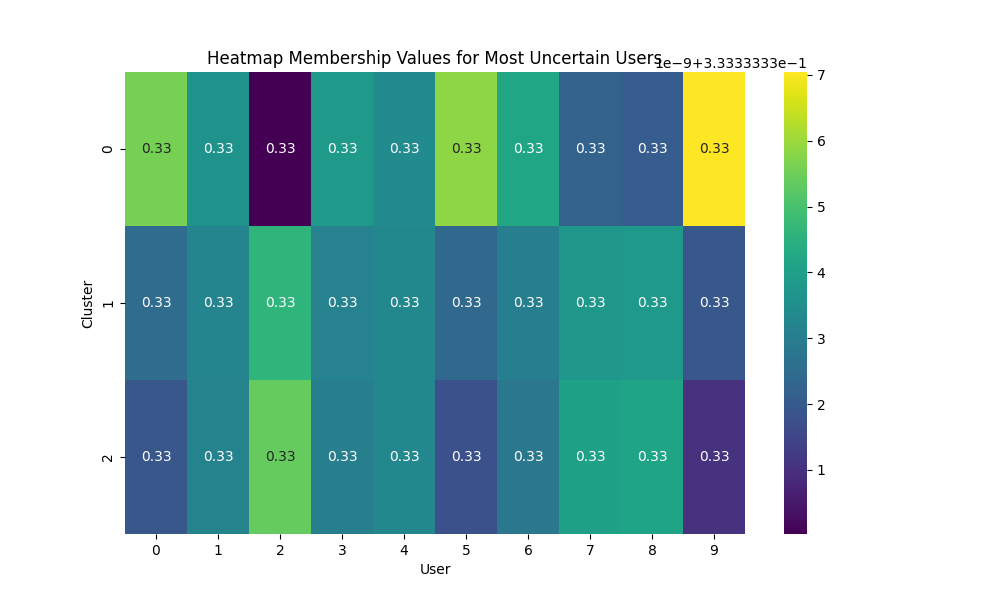 Heatmap Membership Values for Most Uncertain Users
1e−9+3.3333333e−1
0 0.33 0.33 0.33 0.33 0.33 0.33 0.33 0.33 0.33 0.33
1 0.33 0.33 0.33 0.33 0.33 0.33 0.33 0.33 0.33 0.33
2 0.33 0.33 0.33 0.33 0.33 0.33 0.33 0.33 0.33 0.33
Cluster
0 1 2 3 4 5 6 7 8 9
User
7
6
5
4
3
2
1